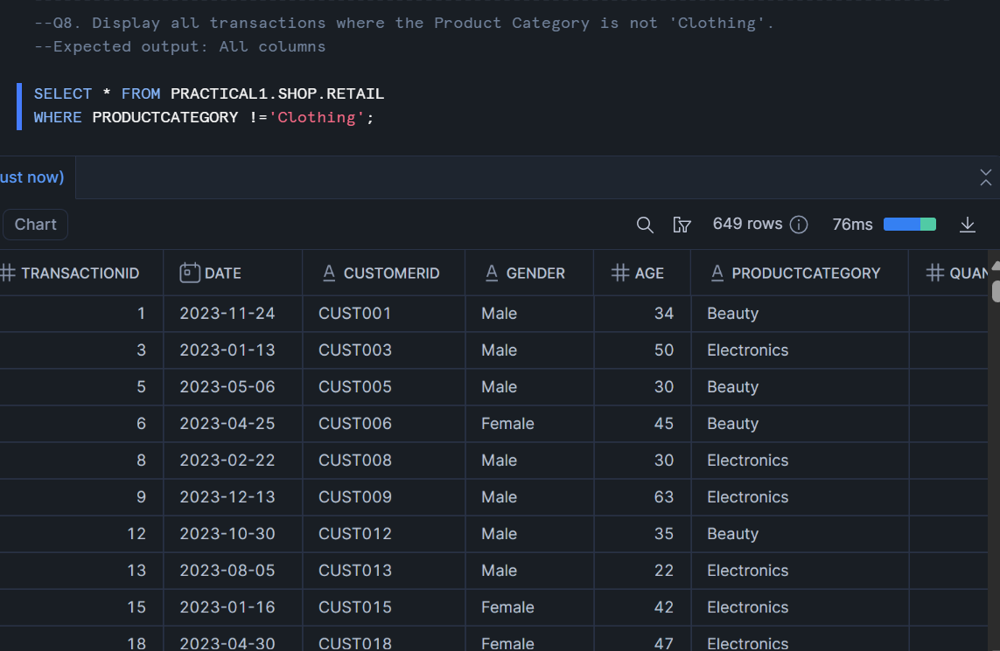 --Q8. Display all transactions where the Product Category is not 'Clothing'.
--Expected output: All columns
SELECT * FROM PRACTICAL1.SHOP.RETAIL
WHERE PRODUCTCATEGORY !='Clothing';
ust now)
Chart 649 rows 76ms
TRANSACTIONID DATE CUSTOMERID GENDER AGE PRODUCTCATEGORY QUAN
1 2023-11-24 CUST001 Male 34 Beauty
3 2023-01-13 CUST003 Male 50 Electronics
5 2023-05-06 CUST005 Male 30 Beauty
6 2023-04-25 CUST006 Female 45 Beauty
8 2023-02-22 CUST008 Male 30 Electronics
9 2023-12-13 CUST009 Male 63 Electronics
12 2023-10-30 CUST012 Male 35 Beauty
13 2023-08-05 CUST013 Male 22 Electronics
15 2023-01-16 CUST015 Female 42 Electronics
18 2023-04-30 CUST018 Female 47 Electronics